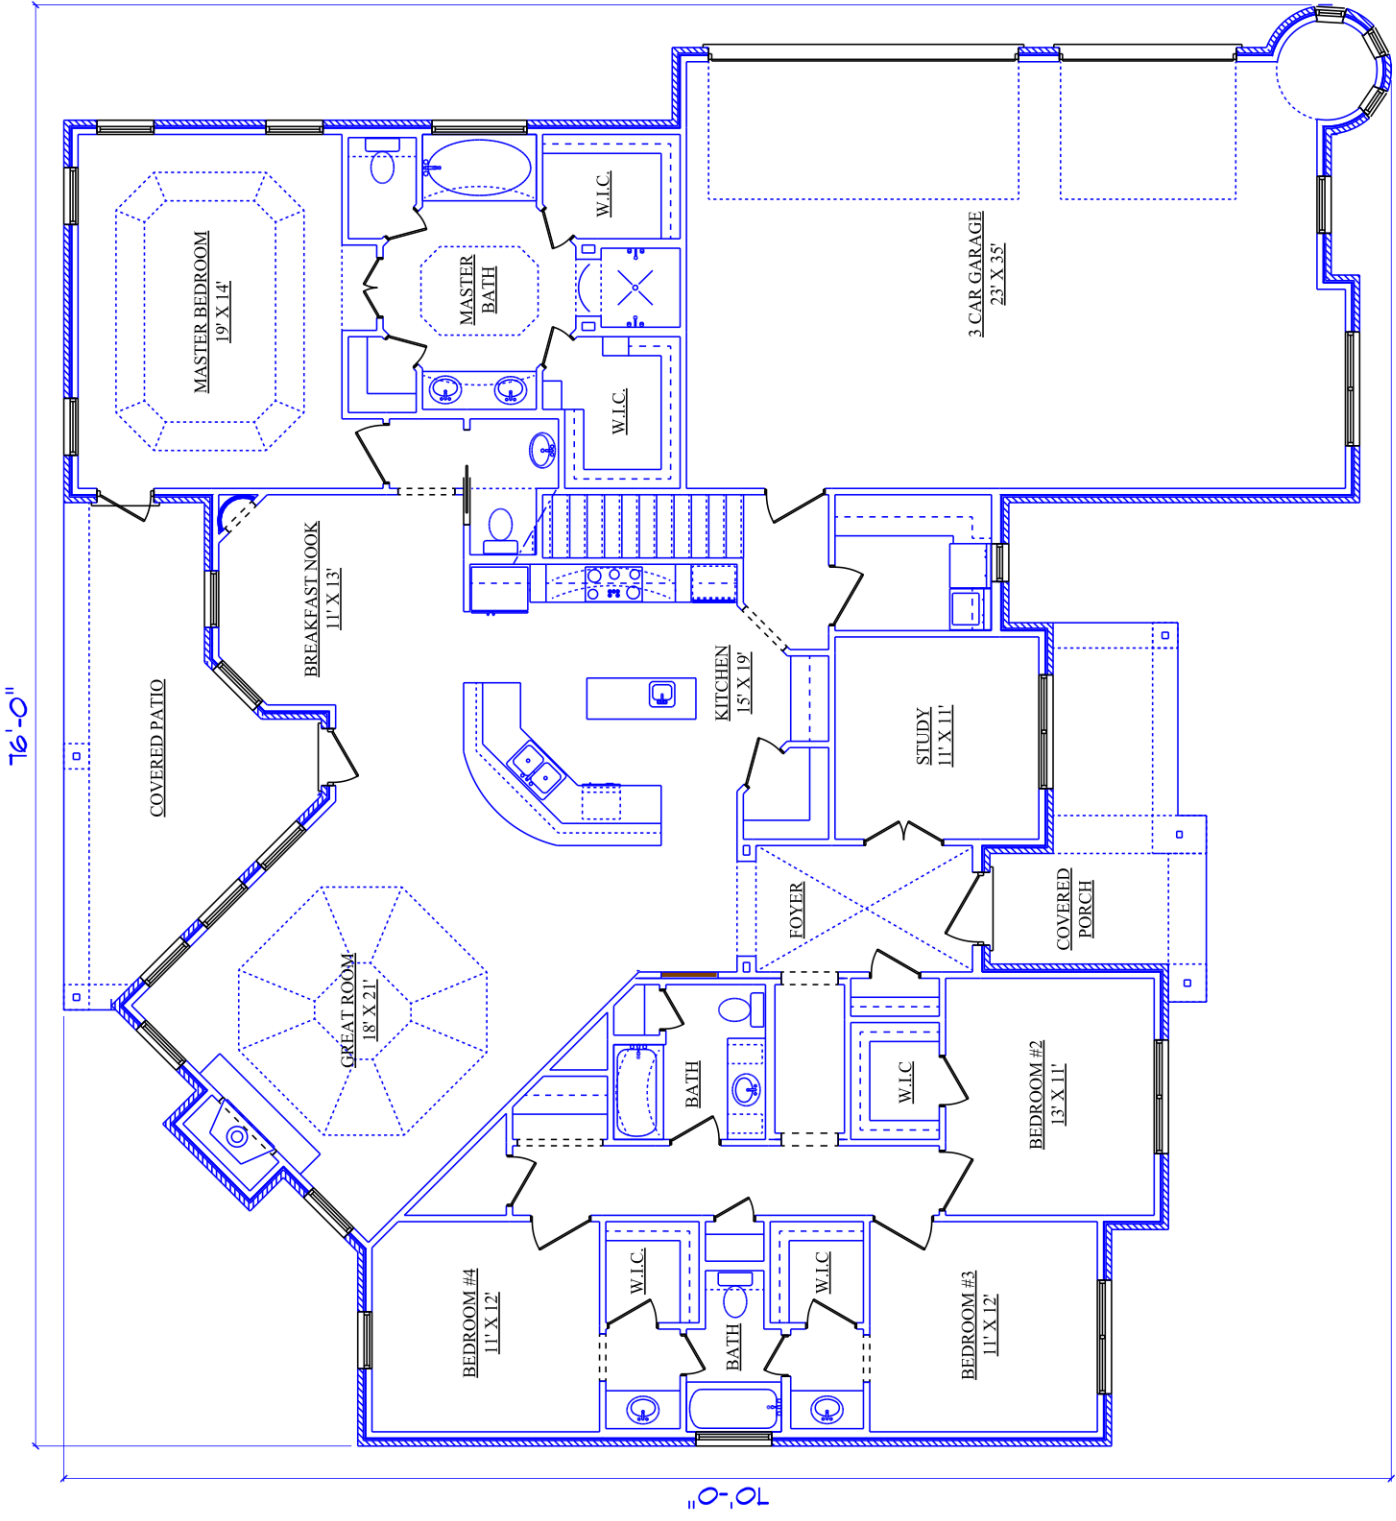 76'-0"
70'-0"
MASTER BEDROOM
19' X 14'
MASTER
BATH
W.I.C.
W.I.C.
3 CAR GARAGE
23' X 35'
BREAKFAST NOOK
11' X 13'
COVERED PATIO
KITCHEN
15' X 19'
STUDY
11' X 11'
FOYER
COVERED
PORCH
GREAT ROOM
18' X 21'
BATH
W.I.C
BEDROOM #2
13' X 11'
BEDROOM #4
11' X 12'
W.I.C.
BATH
W.I.C
BEDROOM #3
11' X 12'